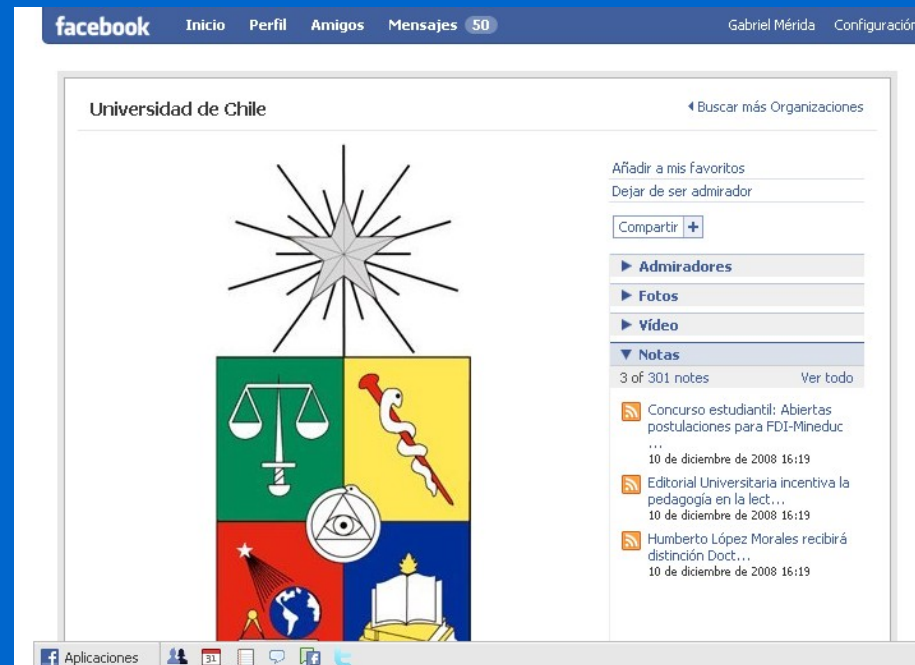 facebook Inicio Perfil Amigos Mensajes 50 Gabriel Mérida Configuración
Universidad de Chile
Buscar más Organizaciones
Añadir a mis favoritos
Dejar de ser admirador
Compartir +
Admiradores
Fotos
Vídeo
Notas
3 of 301 notes Ver todo
Concurso estudiantil: Abiertas
postulaciones para FDI-Mineduc
...
10 de diciembre de 2008 16:19
Editorial Universitaria incentiva la
pedagogía en la lect...
10 de diciembre de 2008 16:19
Humberto López Morales recibirá
distinción Doct...
10 de diciembre de 2008 16:19
f Aplicaciones 31 f t